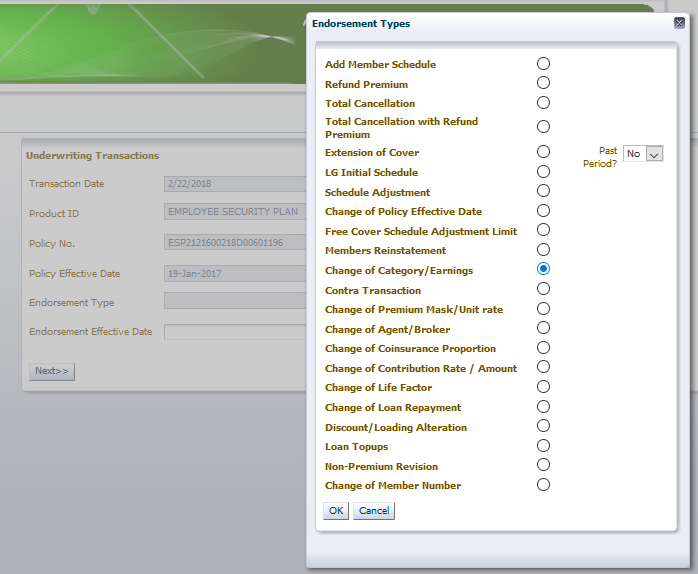 Endorsement Types
Add Member Schedule
Refund Premium
Total Cancellation
Total Cancellation with Refund
Premium
Extension of Cover
Past
Period?
No
LG Initial Schedule
Schedule Adjustment
Change of Policy Effective Date
Free Cover Schedule Adjustment Limit
Members Reinstatement
Change of Category/Earnings
Contra Transaction
Change of Premium Mask/Unit rate
Change of Agent/Broker
Change of Coinsurance Proportion
Change of Contribution Rate / Amount
Change of Life Factor
Change of Loan Repayment
Discount/Loading Alteration
Loan Topups
Non-Premium Revision
Change of Member Number
OK
Cancel
Underwriting Transactions
Transaction Date
2/22/2018
Product ID
EMPLOYEE SECURITY PLAN
Policy No.
ESP2121600218D00601196
Policy Effective Date
19-Jan-2017
Endorsement Type
Endorsement Effective Date
Next>>